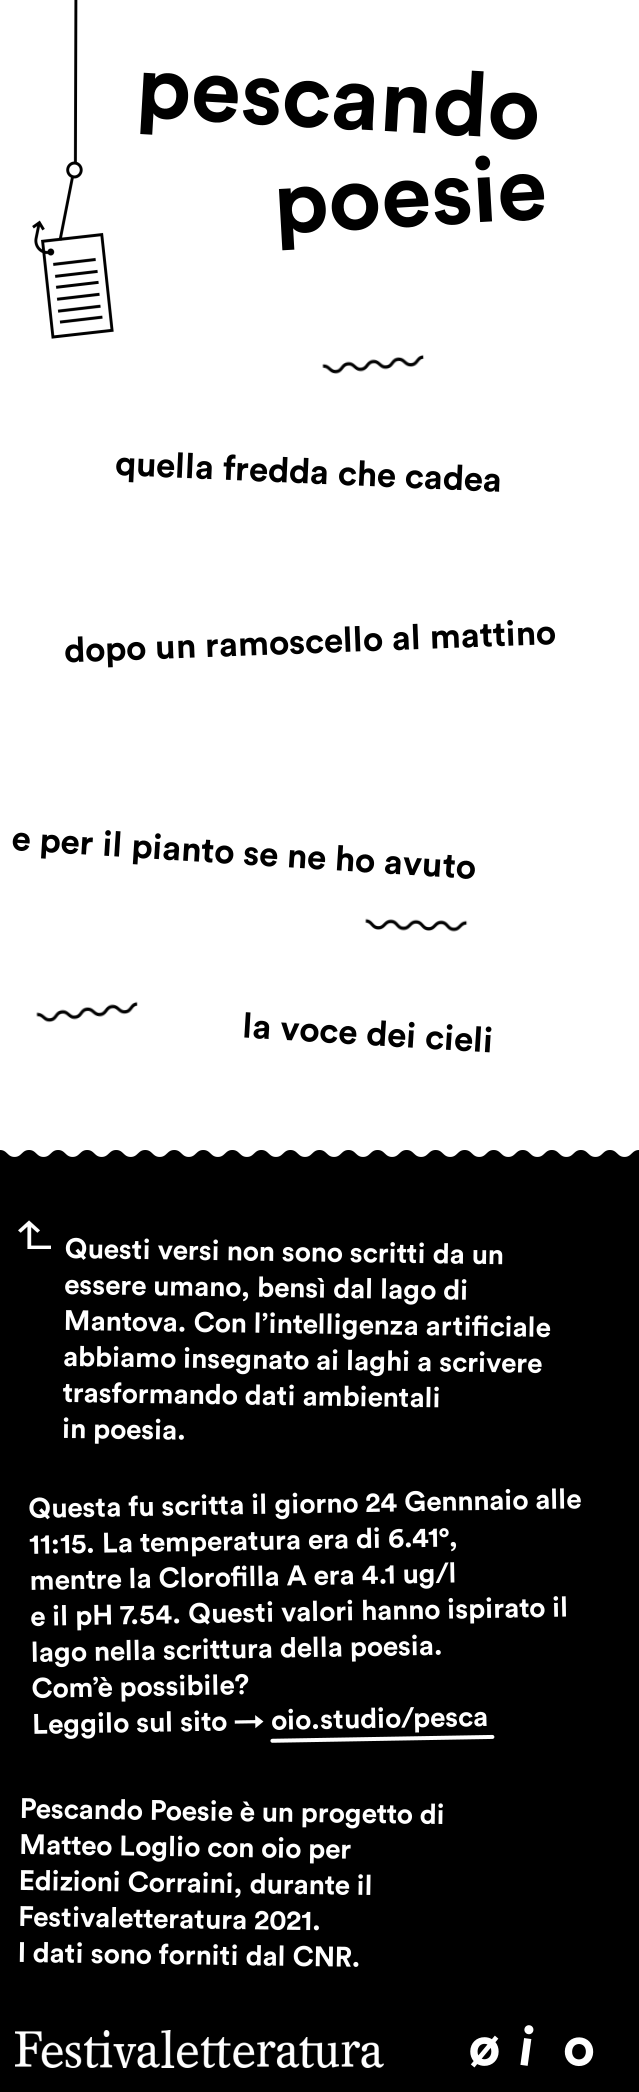 pescando
poesie
quella fredda che cadea
dopo un ramoscello al mattino
e per il pianto se ne ho avuto
la voce dei cieli
Questi versi non sono scritti da un
essere umano, bensì dal lago di
Mantova. Con l’intelligenza artificiale
abbiamo insegnato ai laghi a scrivere
trasformando dati ambientali
in poesia.
Questa fu scritta il giorno 24 Gennnaio alle
11:15. La temperatura era di 6.41°,
mentre la Clorofilla A era 4.1 ug/l
e il pH 7.54. Questi valori hanno ispirato il
lago nella scrittura della poesia.
Com’è possibile?
Leggilo sul sito → oio.studio/pesca
Pescando Poesie è un progetto di
Matteo Loglio con oio per
Edizioni Corraini, durante il
Festivaletteratura 2021.
I dati sono forniti dal CNR.
Festivaletteratura ø i o